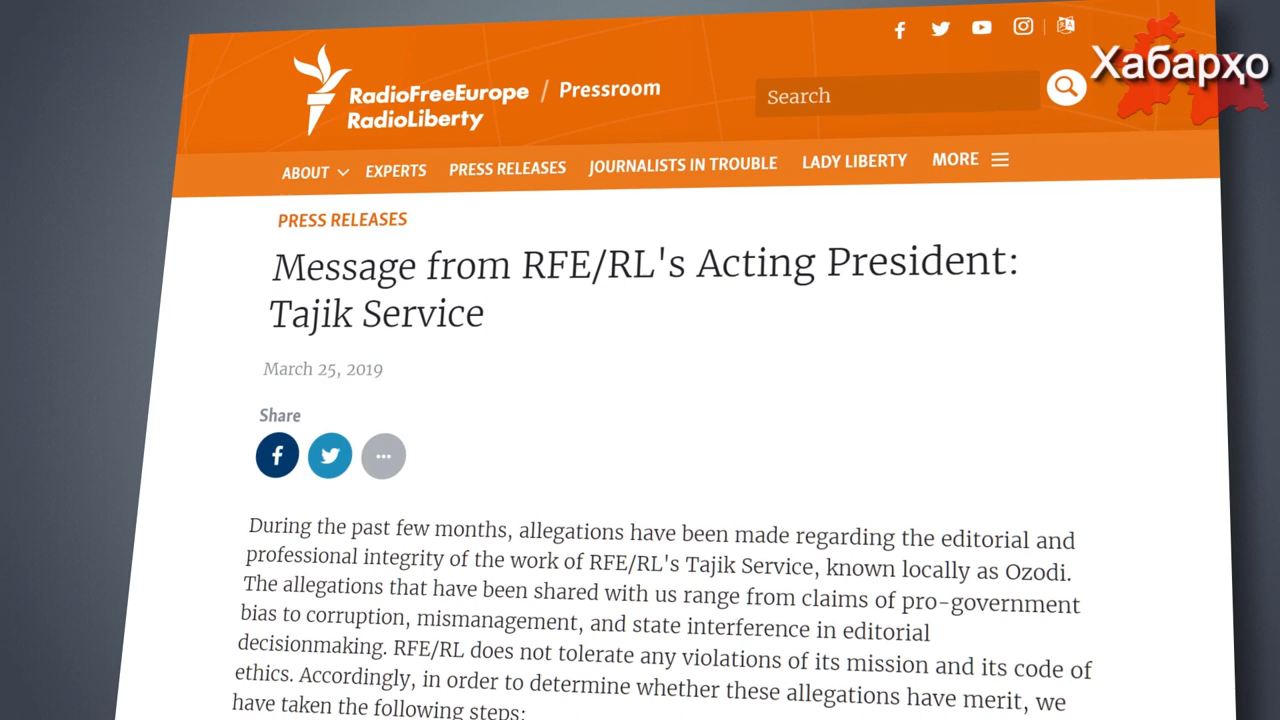 Хабарҳо
RadioFreeEurope
RadioLiberty
/ Pressroom
Search
ABOUT
EXPERTS
PRESS RELEASES
JOURNALISTS IN TROUBLE
LADY LIBERTY
MORE
PRESS RELEASES
Message from RFE/RL's Acting President:
Tajik Service
March 25, 2019
Share
During the past few months, allegations have been made regarding the editorial and
professional integrity of the work of RFE/RL's Tajik Service, known locally as Ozodi.
The allegations that have been shared with us range from claims of pro-government
bias to corruption, mismanagement, and state interference in editorial
decisionmaking. RFE/RL does not tolerate any violations of its mission and its code of
ethics. Accordingly, in order to determine whether these allegations have merit, we
have taken the following steps: